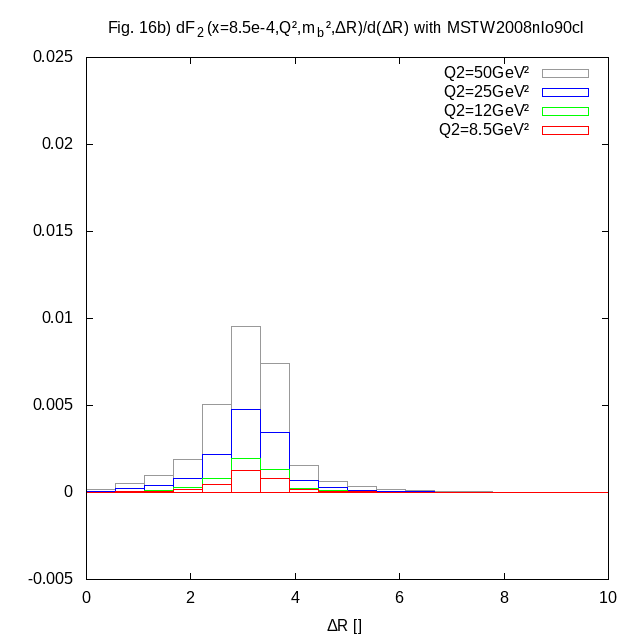 Fig. 16b) dF₂(x=8.5e-4,Q²,m_b²,ΔR)/d(ΔR) with MSTW2008nlo90cl
0.025
Q2=50GeV²
Q2=25GeV²
Q2=12GeV²
Q2=8.5GeV²
0.02
0.015
0.01
0.005
0
-0.005
0 2 4 6 8 10
ΔR []